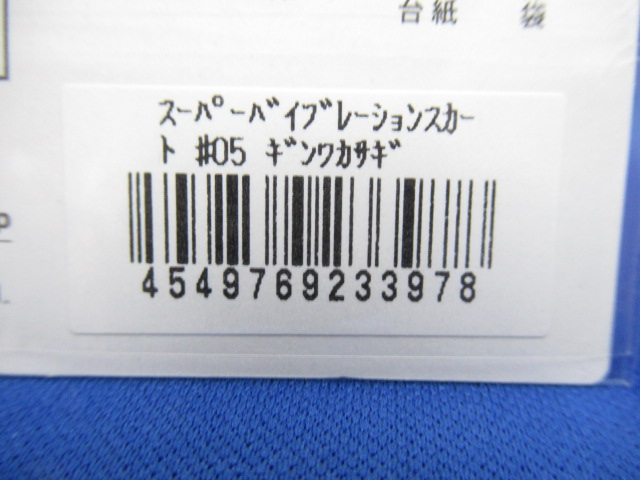 台紙 袋
ｽｰﾊﾟｰﾊﾞｲﾌﾞﾚｰｼｮﾝｽｶｰ
ﾄ #05 ｷﾞﾝﾜｶｻｷﾞ
P
4549769233978